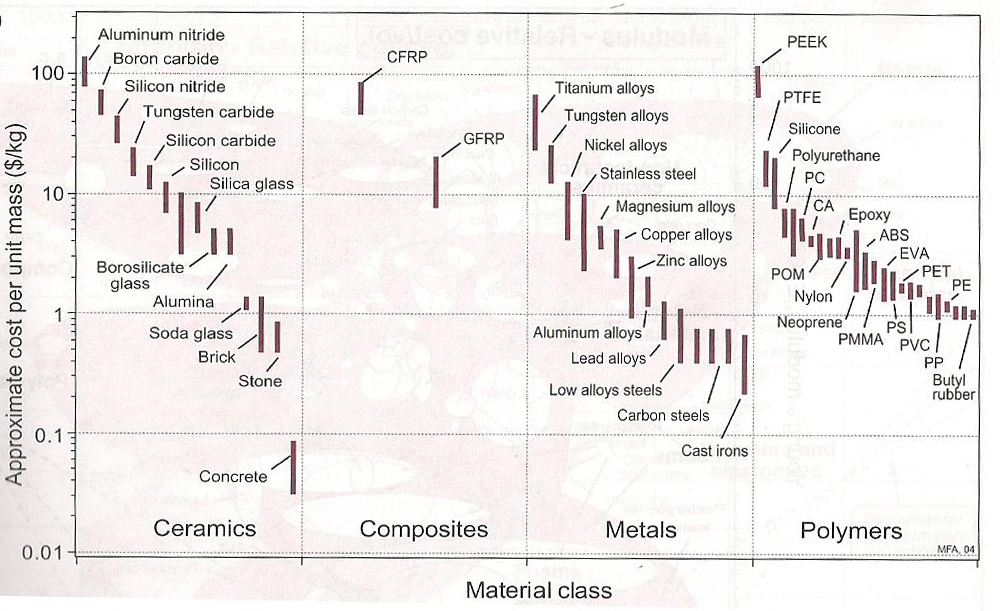 Aluminum nitride
Boron carbide
Silicon nitride
Tungsten carbide
Silicon carbide
Silicon
Silica glass
Borosilicate
glass
Alumina
Soda glass
Brick
Stone
Concrete
Ceramics
CFRP
GFRP
Composites
Titanium alloys
Tungsten alloys
Nickel alloys
Stainless steel
Magnesium alloys
Copper alloys
Zinc alloys
Aluminum alloys
Lead alloys
Low alloys steels
Carbon steels
Cast irons
Metals
PEEK
PTFE
Silicone
Polyurethane
PC
CA
Epoxy
ABS
EVA
PET
PE
POM
Nylon
Neoprene
PMMA
PS
PVC
PP
Butyl
rubber
Polymers
MFA, 04
100
10
1
0.1
0.01
Approximate cost per unit mass ($/kg)
Material class
Modulus - Relative cost/vol